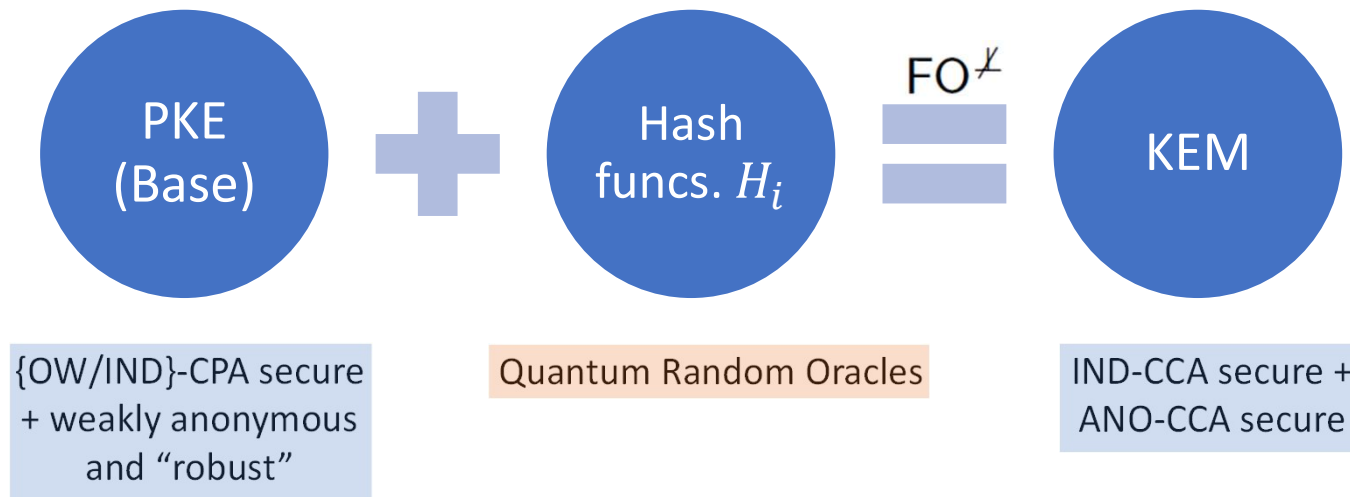 PKE
(Base)
Hash
funcs. H_i
FO^⊥̸
KEM
{OW/IND}-CPA secure
+ weakly anonymous
and “robust”
Quantum Random Oracles
IND-CCA secure +
ANO-CCA secure